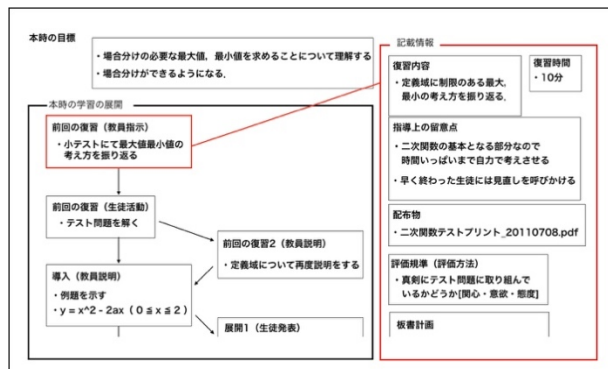 本時の目標
・場合分けの必要な最大値，最小値を求めることについて理解する
・場合分けができるようになる．
本時の学習の展開
前回の復習（教員指示）
・小テストにて最大値最小値の
考え方を振り返る
前回の復習（生徒活動）
・テスト問題を解く
前回の復習2（教員説明）
・定義域について再度説明をする
導入（教員説明）
・例題を示す
・y = x^2 - 2ax（0 ≦ x ≦ 2）
展開1（生徒発表）
記載情報
復習内容
・定義域に制限のある最大，
最小の考え方を振り返る．
復習時間
・10分
指導上の留意点
・二次関数の基本となる部分なので
時間いっぱいまで自力で考えさせる
・早く終わった生徒には見直しを呼びかける
配布物
・二次関数テストプリント_20110708.pdf
評価規準（評価方法）
・真剣にテスト問題に取り組んで
いるかどうか[関心・意欲・態度]
板書計画